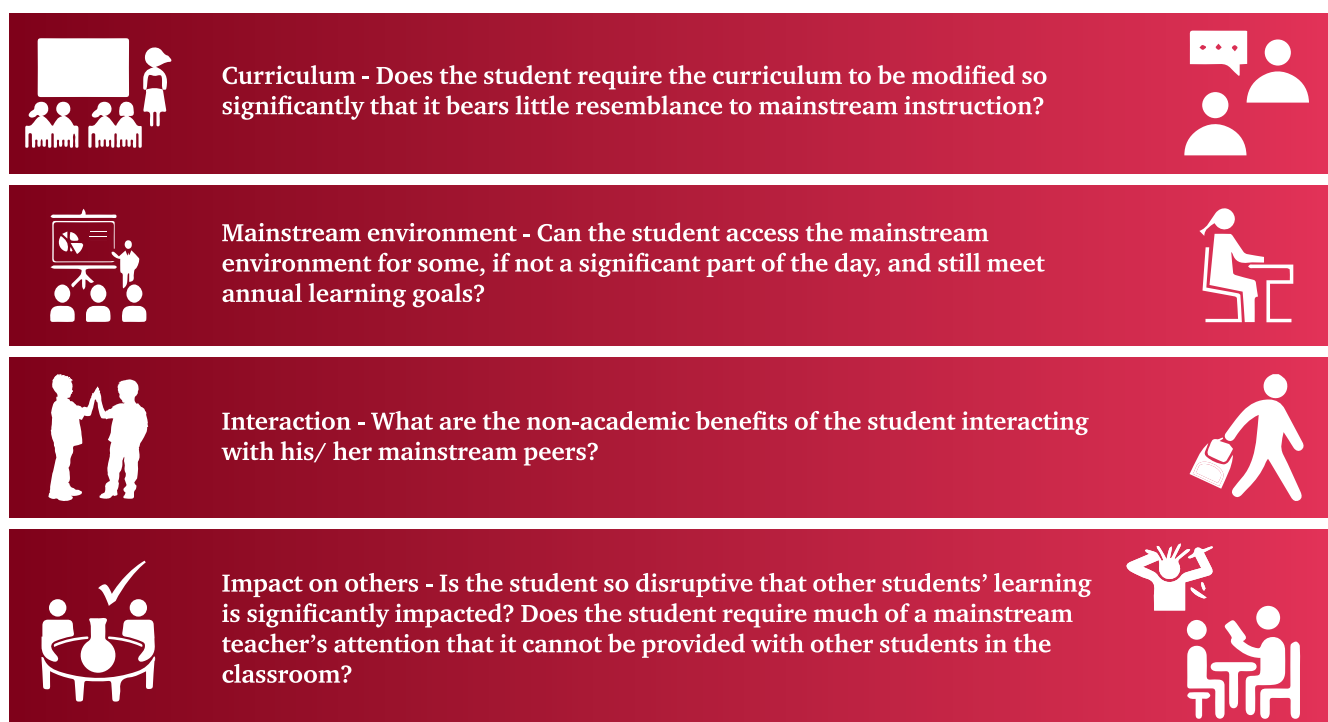 Curriculum - Does the student require the curriculum to be modified so
significantly that it bears little resemblance to mainstream instruction?
Mainstream environment - Can the student access the mainstream
environment for some, if not a significant part of the day, and still meet
annual learning goals?
Interaction - What are the non-academic benefits of the student interacting
with his/ her mainstream peers?
Impact on others - Is the student so disruptive that other students’ learning
is significantly impacted? Does the student require much of a mainstream
teacher’s attention that it cannot be provided with other students in the
classroom?